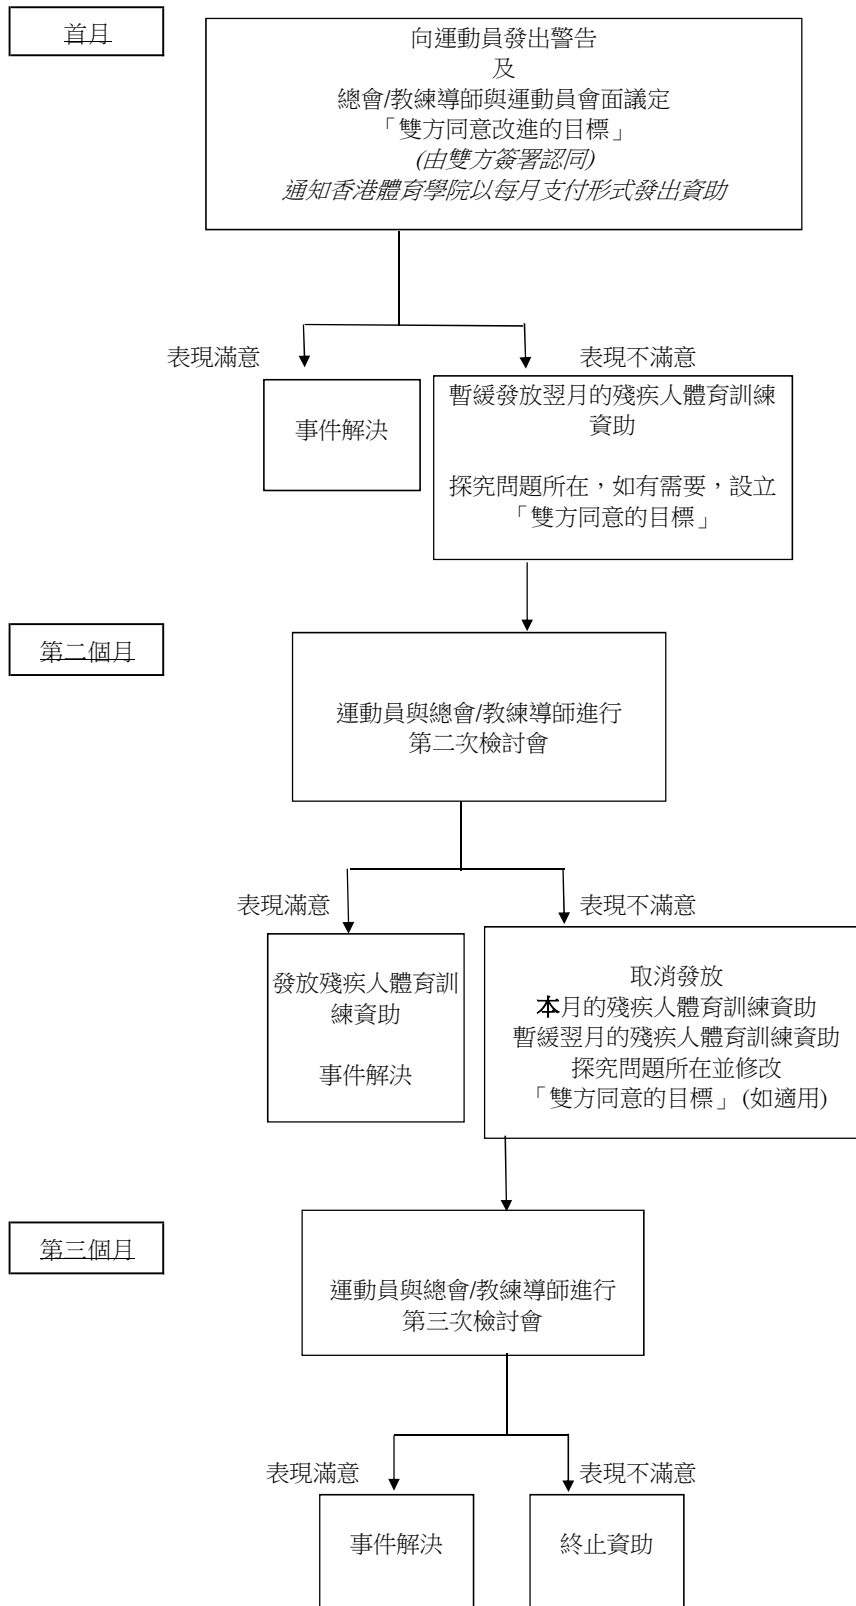 首月
向運動員發出警告
及
總會/教練導師與運動員會面議定
「雙方同意改進的目標」
(由雙方簽署認同)
通知香港體育學院以每月支付形式發出資助
表現滿意
表現不滿意
事件解決
暫緩發放翌月的殘疾人體育訓練
資助
探究問題所在，如有需要，設立
「雙方同意的目標」
第二個月
運動員與總會/教練導師進行
第二次檢討會
表現滿意
表現不滿意
發放殘疾人體育訓
練資助
事件解決
取消發放
本月的殘疾人體育訓練資助
暫緩翌月的殘疾人體育訓練資助
探究問題所在並修改
「雙方同意的目標」(如適用)
第三個月
運動員與總會/教練導師進行
第三次檢討會
表現滿意
表現不滿意
事件解決
終止資助